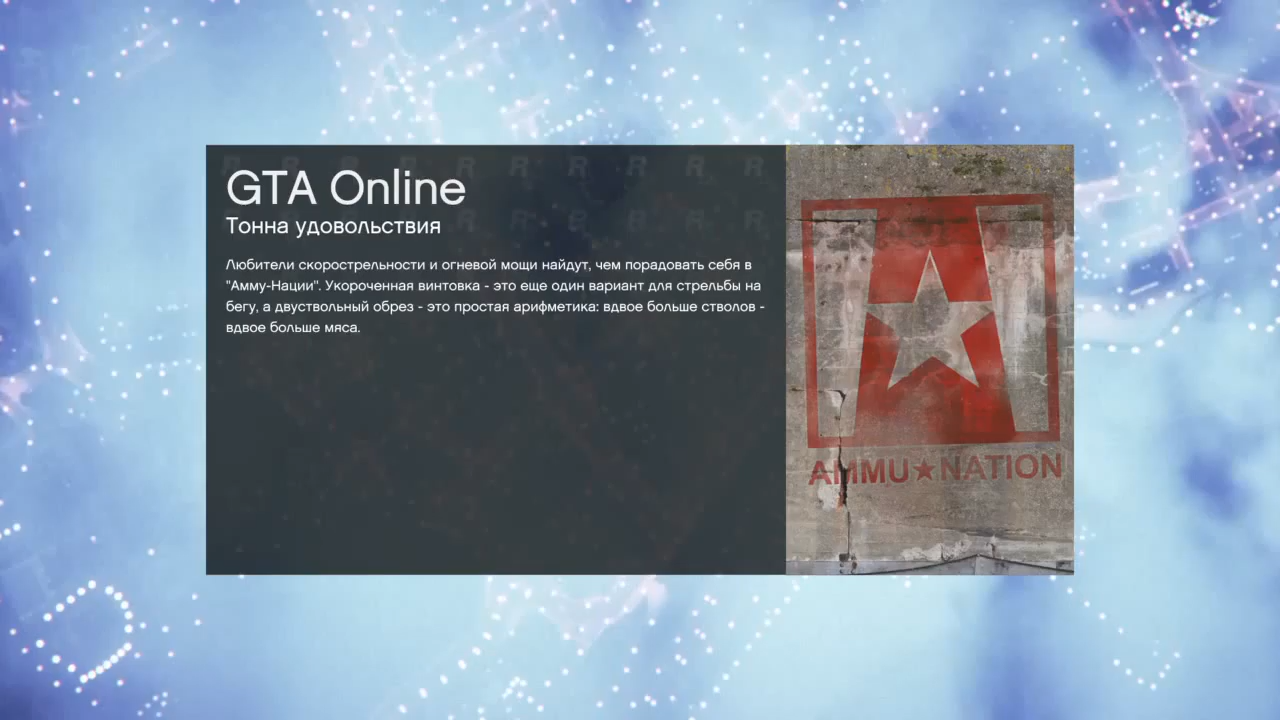 GTA Online
Тонна удовольствия
Любители скорострельности и огневой мощи найдут, чем порадовать себя в
"Амму-Нации". Укороченная винтовка - это еще один вариант для стрельбы на
бегу, а двуствольный обрез - это простая арифметика: вдвое больше стволов -
вдвое больше мяса.
AMMU★NATION